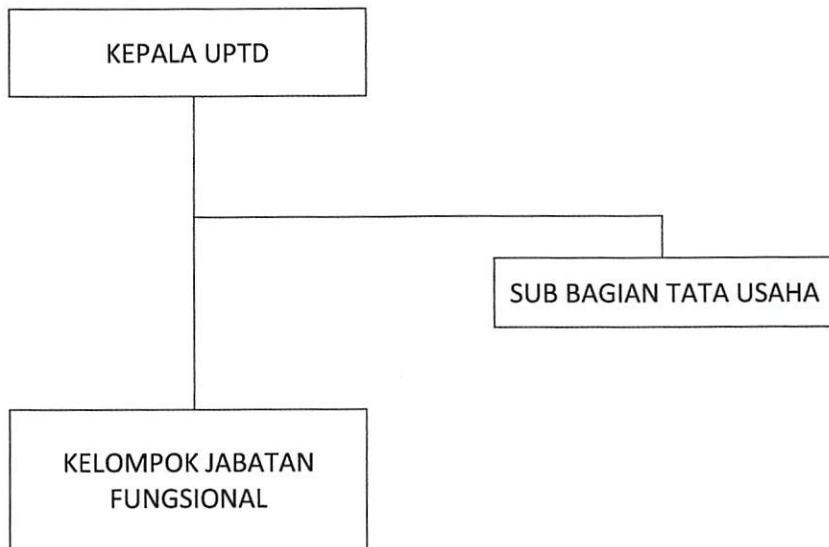 KEPALA UPTD
SUB BAGIAN TATA USAHA
KELOMPOK JABATAN
FUNGSIONAL